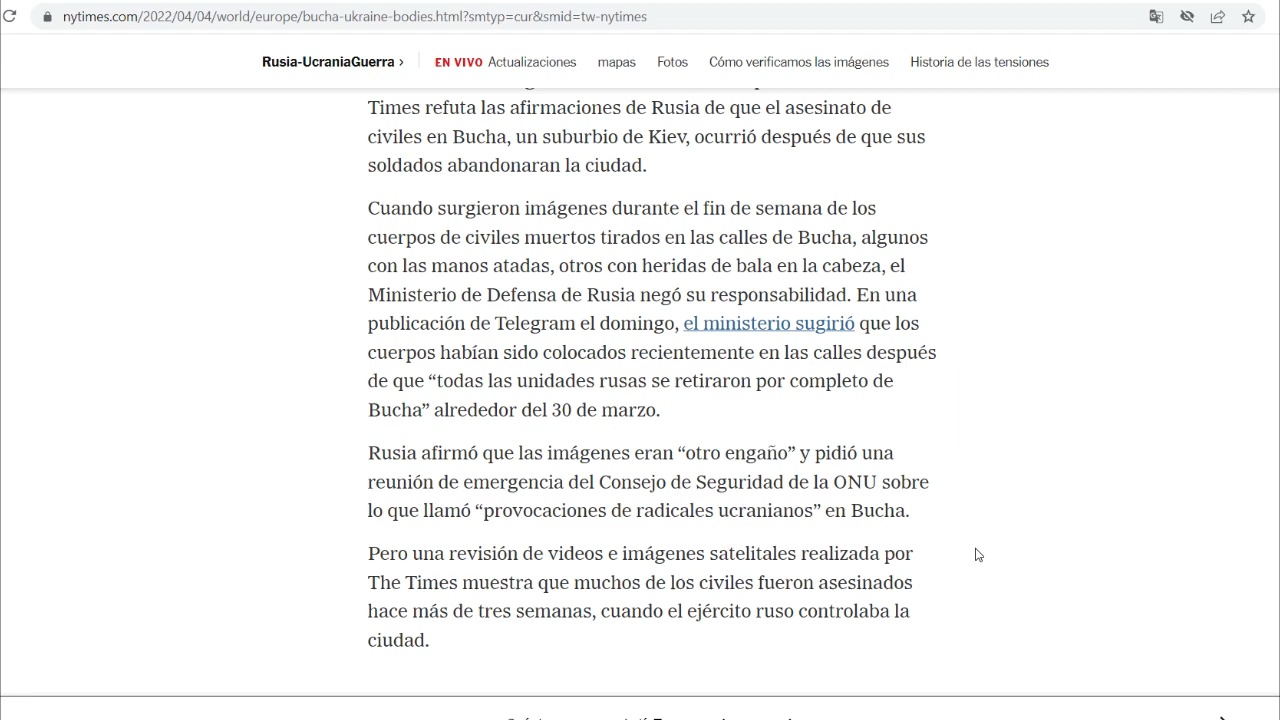 nytimes.com/2022/04/04/world/europe/bucha-ukraine-bodies.html?smtyp=cur&smid=tw-nytimes
Rusia-UcraniaGuerra › EN VIVO Actualizaciones mapas Fotos Cómo verificamos las imágenes Historia de las tensiones
Times refuta las afirmaciones de Rusia de que el asesinato de
civiles en Bucha, un suburbio de Kiev, ocurrió después de que sus
soldados abandonaran la ciudad.
Cuando surgieron imágenes durante el fin de semana de los
cuerpos de civiles muertos tirados en las calles de Bucha, algunos
con las manos atadas, otros con heridas de bala en la cabeza, el
Ministerio de Defensa de Rusia negó su responsabilidad. En una
publicación de Telegram el domingo, el ministerio sugirió que los
cuerpos habían sido colocados recientemente en las calles después
de que “todas las unidades rusas se retiraron por completo de
Bucha” alrededor del 30 de marzo.
Rusia afirmó que las imágenes eran “otro engaño” y pidió una
reunión de emergencia del Consejo de Seguridad de la ONU sobre
lo que llamó “provocaciones de radicales ucranianos” en Bucha.
Pero una revisión de videos e imágenes satelitales realizada por
The Times muestra que muchos de los civiles fueron asesinados
hace más de tres semanas, cuando el ejército ruso controlaba la
ciudad.